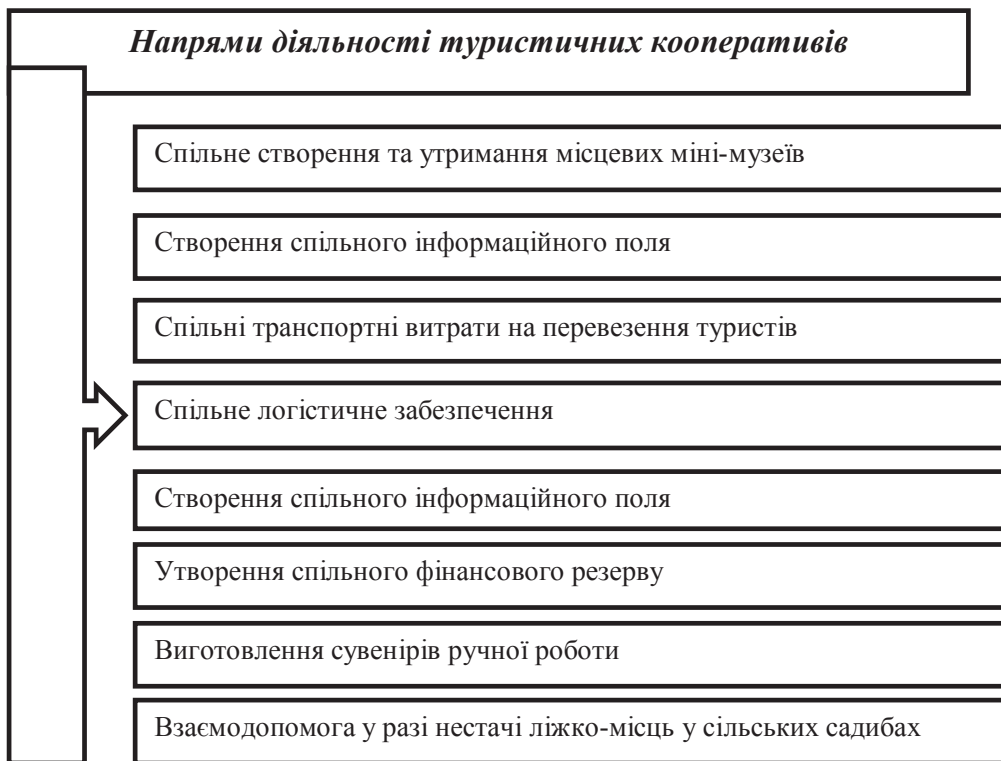 Напрями діяльності туристичних кооперативів
Спільне створення та утримання місцевих міні-музеїв
Створення спільного інформаційного поля
Спільні транспортні витрати на перевезення туристів
Спільне логістичне забезпечення
Створення спільного інформаційного поля
Утворення спільного фінансового резерву
Виготовлення сувенірів ручної роботи
Взаємодопомога у разі нестачі ліжко-місць у сільських садибах